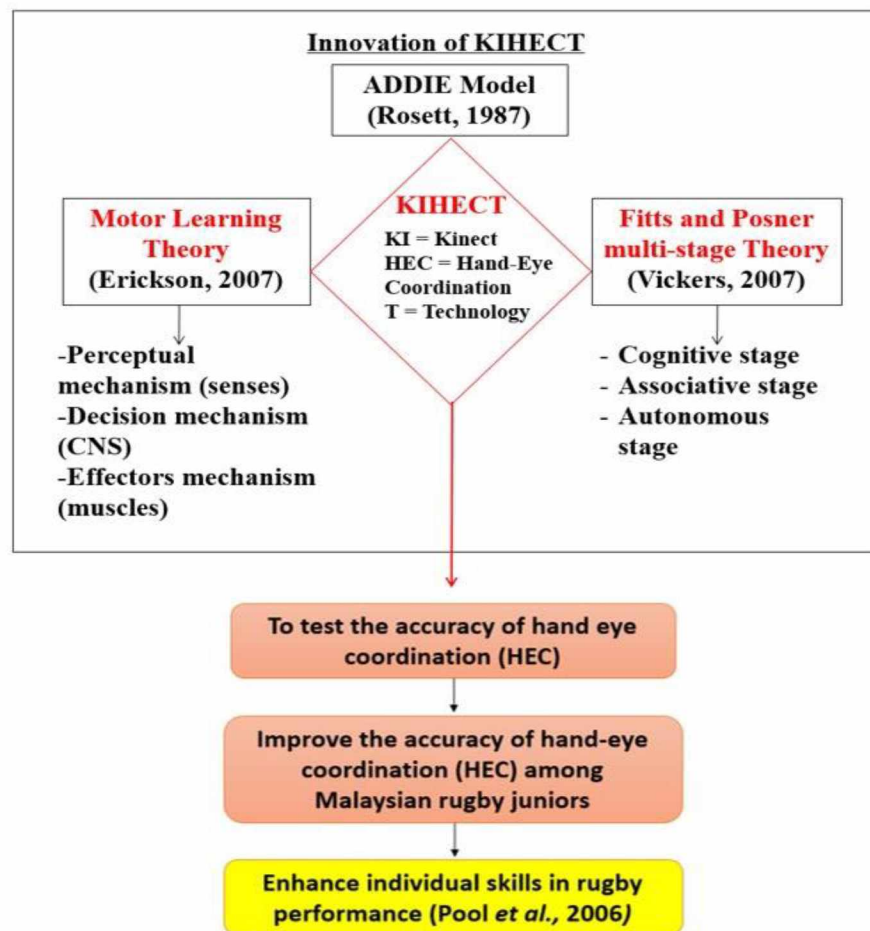 Innovation of KIHECT
ADDIE Model
(Rosett, 1987)
Motor Learning
Theory
(Erickson, 2007)
KIHECT
KI = Kinect
HEC = Hand-Eye
Coordination
T = Technology
Fitts and Posner
multi-stage Theory
(Vickers, 2007)
-Perceptual
mechanism (senses)
-Decision mechanism
(CNS)
-Effectors mechanism
(muscles)
- Cognitive stage
- Associative stage
- Autonomous
stage
To test the accuracy of hand eye
coordination (HEC)
Improve the accuracy of hand-eye
coordination (HEC) among
Malaysian rugby juniors
Enhance individual skills in rugby
performance (Pool et al., 2006)